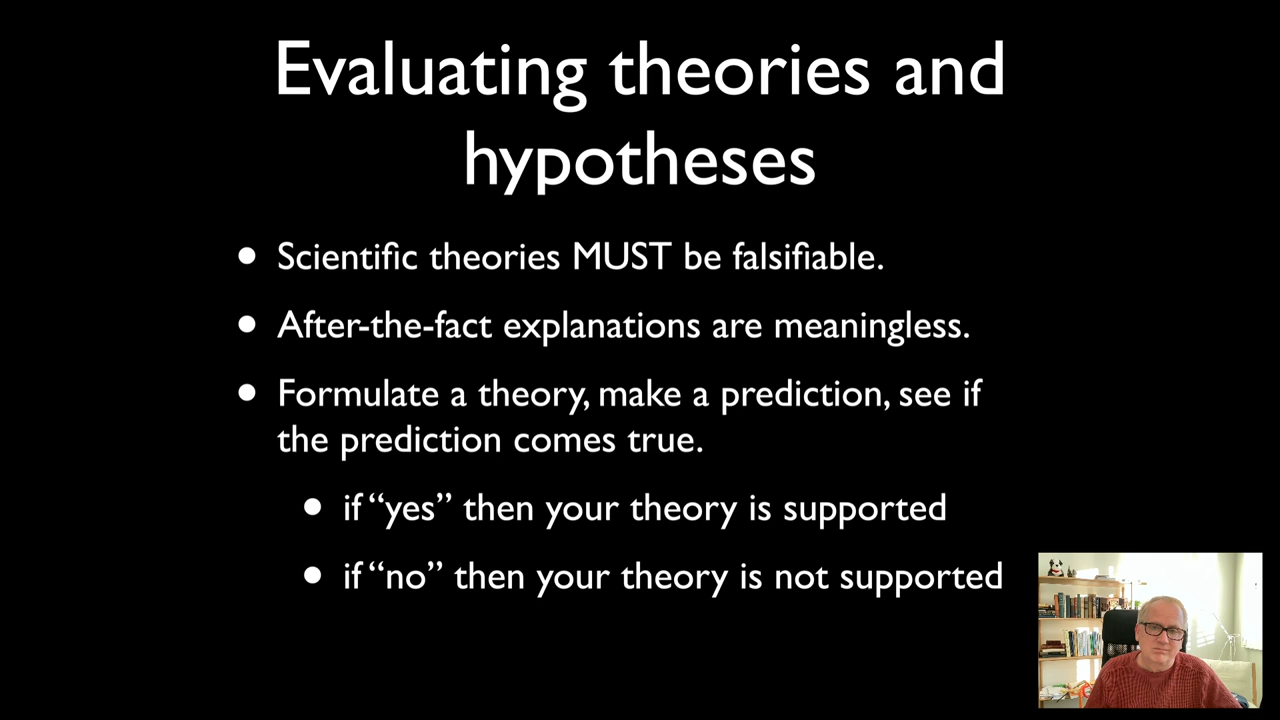 Evaluating theories and
hypotheses
• Scientific theories MUST be falsifiable.
• After-the-fact explanations are meaningless.
• Formulate a theory, make a prediction, see if
the prediction comes true.
• if “yes” then your theory is supported
• if “no” then your theory is not supported